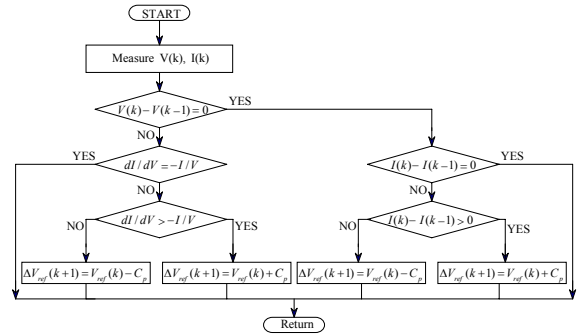 START
Measure V(k), I(k)
V(k)−V(k−1)=0
YES
NO
YES
dI/dV=−I/V
I(k)−I(k−1)=0
YES
NO
NO
NO
dI/dV>−I/V
YES
NO
I(k)−I(k−1)>0
YES
ΔV_ref(k+1)=V_ref(k)−C_p
ΔV_ref(k+1)=V_ref(k)+C_p
ΔV_ref(k+1)=V_ref(k)−C_p
ΔV_ref(k+1)=V_ref(k)+C_p
Return